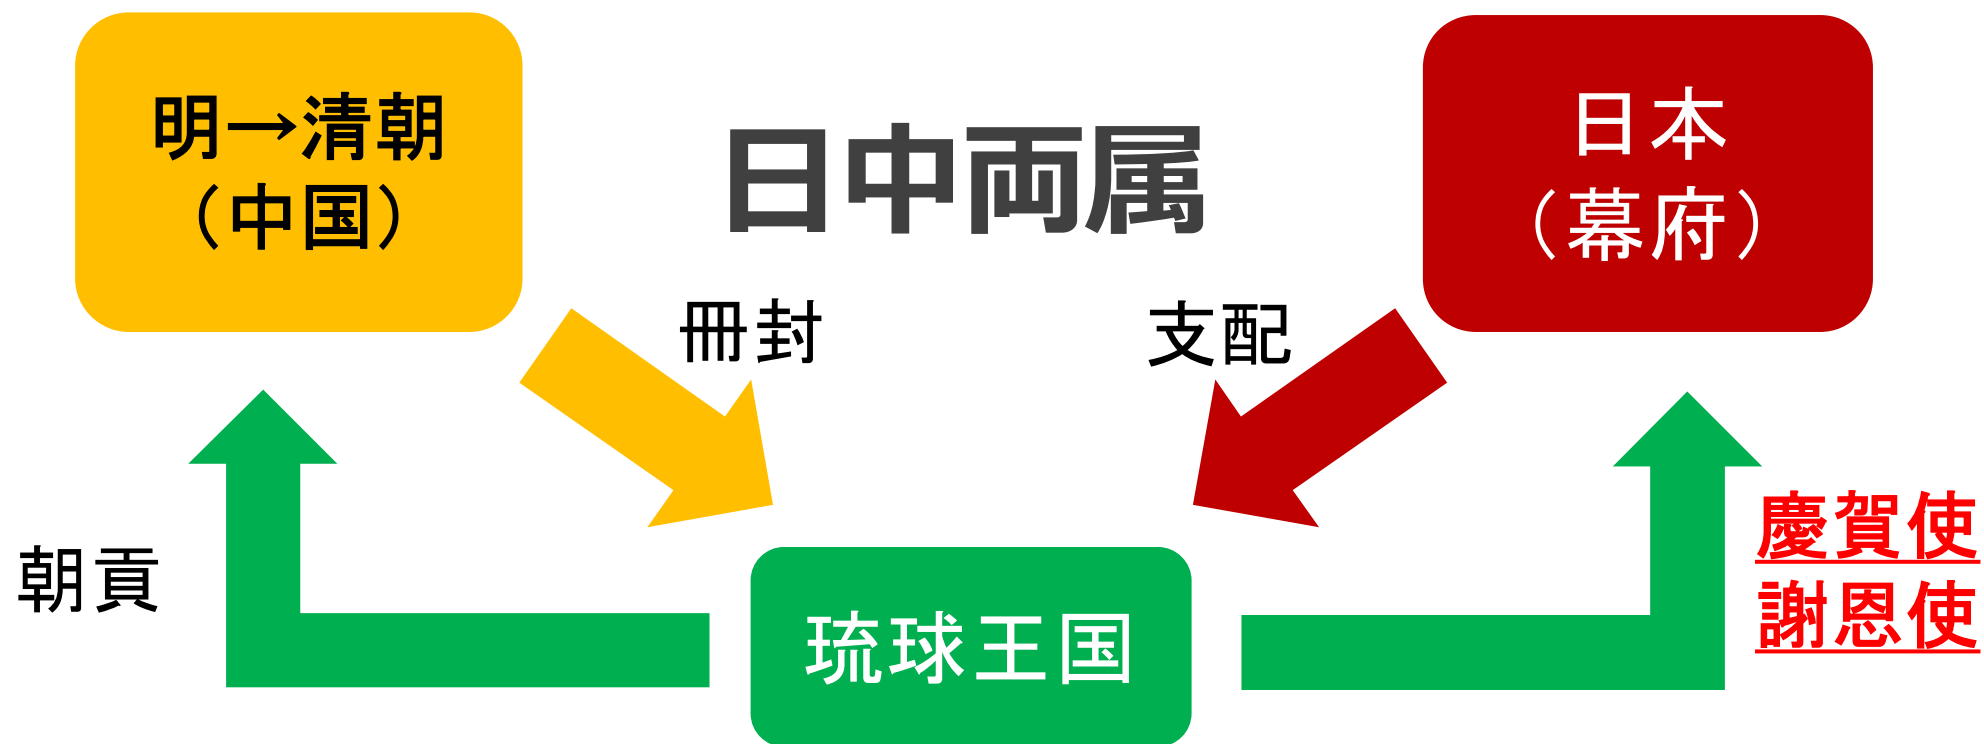 明→清朝
（中国）
日中両属
日本
（幕府）
冊封
支配
朝貢
琉球王国
慶賀使
謝恩使